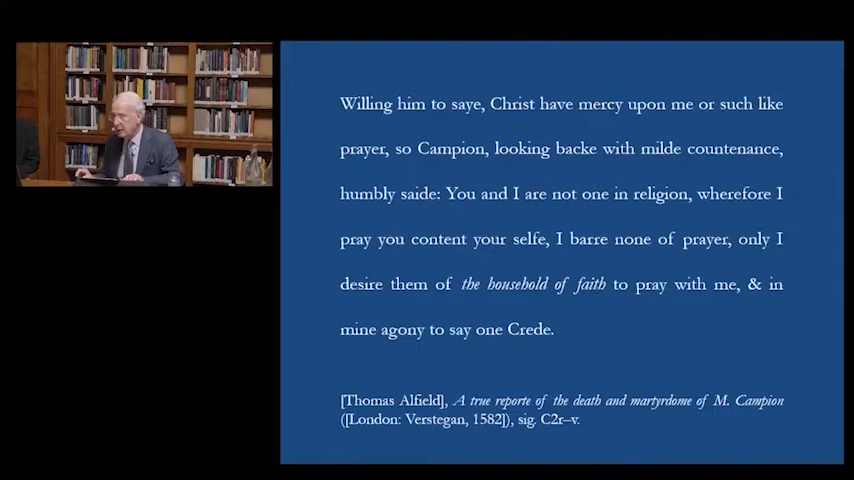 Willing him to saye, Christ have mercy upon me or such like
prayer, so Campion, looking backe with milde countenance,
humbly saide: You and I are not one in religion, wherefore I
pray you content your selfe, I barre none of prayer, only I
desire them of the household of faith to pray with me, & in
mine agony to say one Crede.
[Thomas Alfield], A true reporte of the death and martyrdome of M. Campion
([London: Verstegan, 1582]), sig. C2r–v.